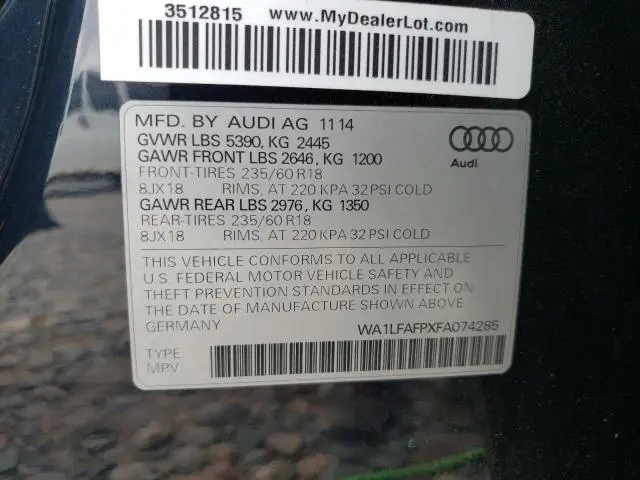 3512815 www.MyDealerLot.com
MFD. BY AUDI AG 11 14
GVWR LBS 5390, KG 2445
GAWR FRONT LBS 2646, KG 1200
FRONT-TIRES 235/60 R18
8JX18 RIMS, AT 220 KPA 32 PSI COLD
GAWR REAR LBS 2976, KG 1350
REAR-TIRES 235/60 R18
8JX18 RIMS, AT 220 KPA 32 PSI COLD
Audi
THIS VEHICLE CONFORMS TO ALL APPLICABLE
U.S. FEDERAL MOTOR VEHICLE SAFETY AND
THEFT PREVENTION STANDARDS IN EFFECT ON
THE DATE OF MANUFACTURE SHOWN ABOVE.
GERMANY WA1LFAFPXFA074285
TYPE:
MPV